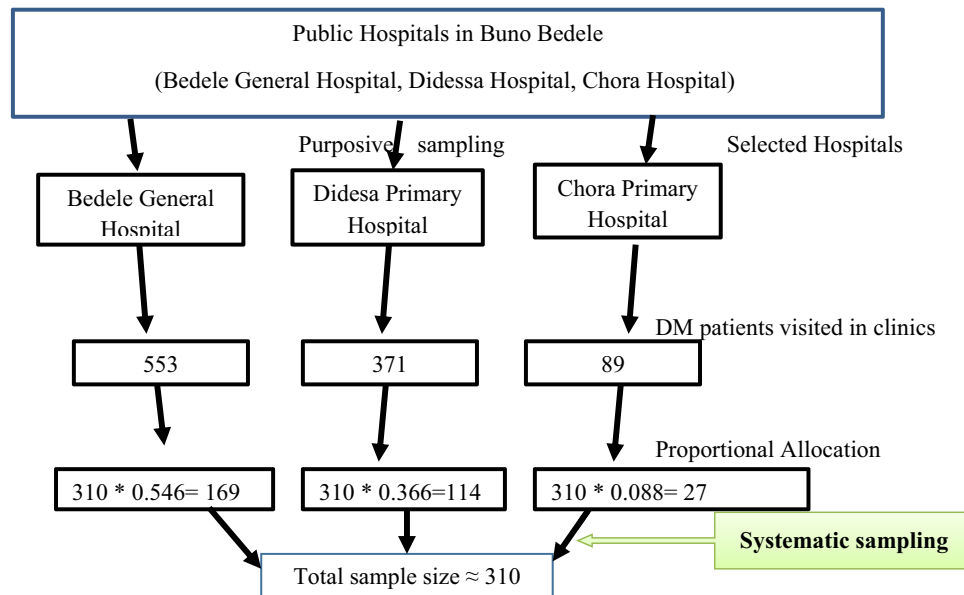 Public Hospitals in Buno Bedele
(Bedele General Hospital, Didessa Hospital, Chora Hospital)
Purposive sampling
Selected Hospitals
Bedele General
Hospital
Didesa Primary
Hospital
Chora Primary
Hospital
DM patients visited in clinics
553
371
89
Proportional Allocation
310 * 0.546= 169
310 * 0.366=114
310 * 0.088= 27
Systematic sampling
Total sample size ≈ 310